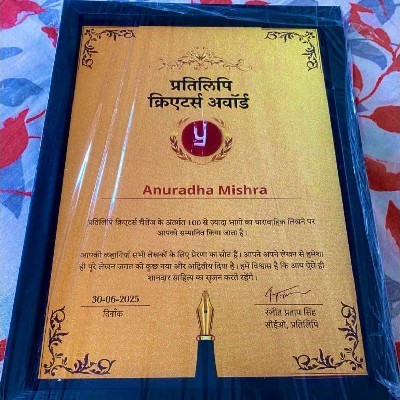 प्रतिलिपि
क्रिएटर्स अवॉर्ड
Anuradha Mishra
प्रतिलिपि क्रिएटर्स चैलेंज के अंतर्गत 100 से ज़्यादा भागों का धारावाहिक लिखने पर
आपको सम्मानित किया जाता है।
आपकी कहानियाँ सभी लेखकों के लिए प्रेरणा का स्रोत हैं। आपने अपने लेखन से हमेशा
ही पूरे लेखन जगत को कुछ नया और अद्वितीय दिया है। हमें विश्वास है कि आप ऐसे ही
शानदार साहित्य का सृजन करते रहेंगे।
30-06-2025
दिनाँक
रंजीत प्रताप सिंह
सीईओ, प्रतिलिपि